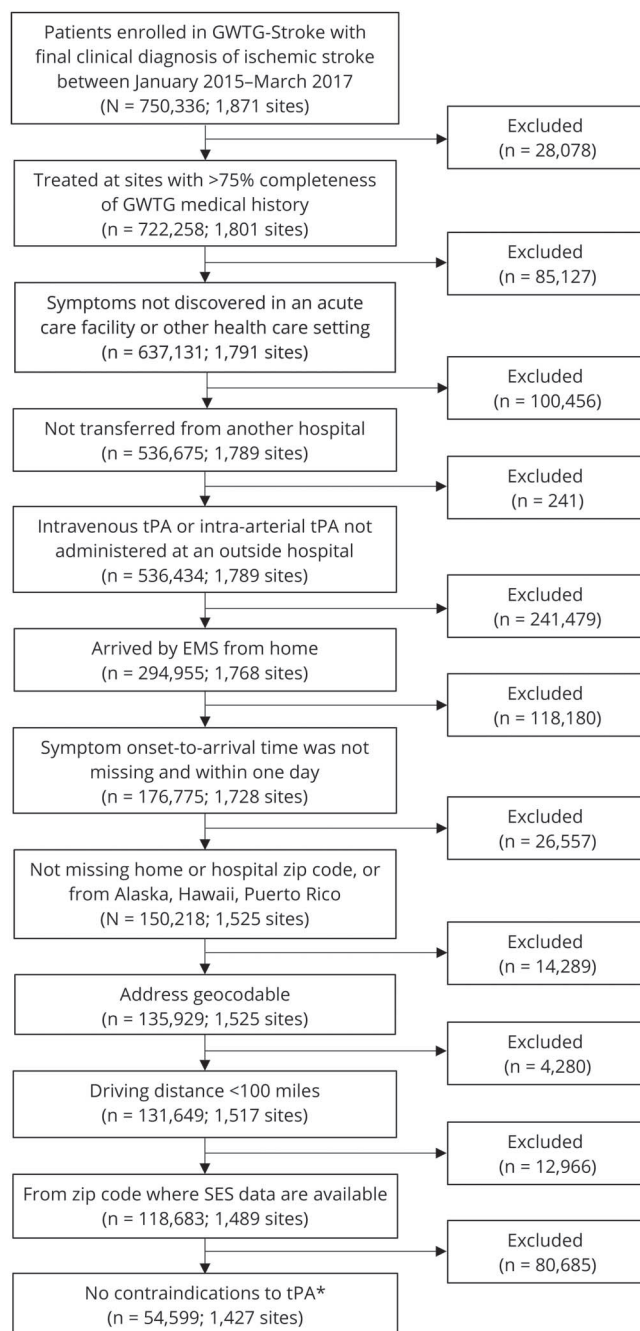 Patients enrolled in GWTG-Stroke with
final clinical diagnosis of ischemic stroke
between January 2015–March 2017
(N = 750,336; 1,871 sites)
Excluded
(n = 28,078)
Treated at sites with >75% completeness
of GWTG medical history
(n = 722,258; 1,801 sites)
Excluded
(n = 85,127)
Symptoms not discovered in an acute
care facility or other health care setting
(n = 637,131; 1,791 sites)
Excluded
(n = 100,456)
Not transferred from another hospital
(n = 536,675; 1,789 sites)
Excluded
(n = 241)
Intravenous tPA or intra-arterial tPA not
administered at an outside hospital
(n = 536,434; 1,789 sites)
Excluded
(n = 241,479)
Arrived by EMS from home
(n = 294,955; 1,768 sites)
Excluded
(n = 118,180)
Symptom onset-to-arrival time was not
missing and within one day
(n = 176,775; 1,728 sites)
Excluded
(n = 26,557)
Not missing home or hospital zip code, or
from Alaska, Hawaii, Puerto Rico
(N = 150,218; 1,525 sites)
Excluded
(n = 14,289)
Address geocodable
(n = 135,929; 1,525 sites)
Excluded
(n = 4,280)
Driving distance <100 miles
(n = 131,649; 1,517 sites)
Excluded
(n = 12,966)
From zip code where SES data are available
(n = 118,683; 1,489 sites)
Excluded
(n = 80,685)
No contraindications to tPA*
(n = 54,599; 1,427 sites)